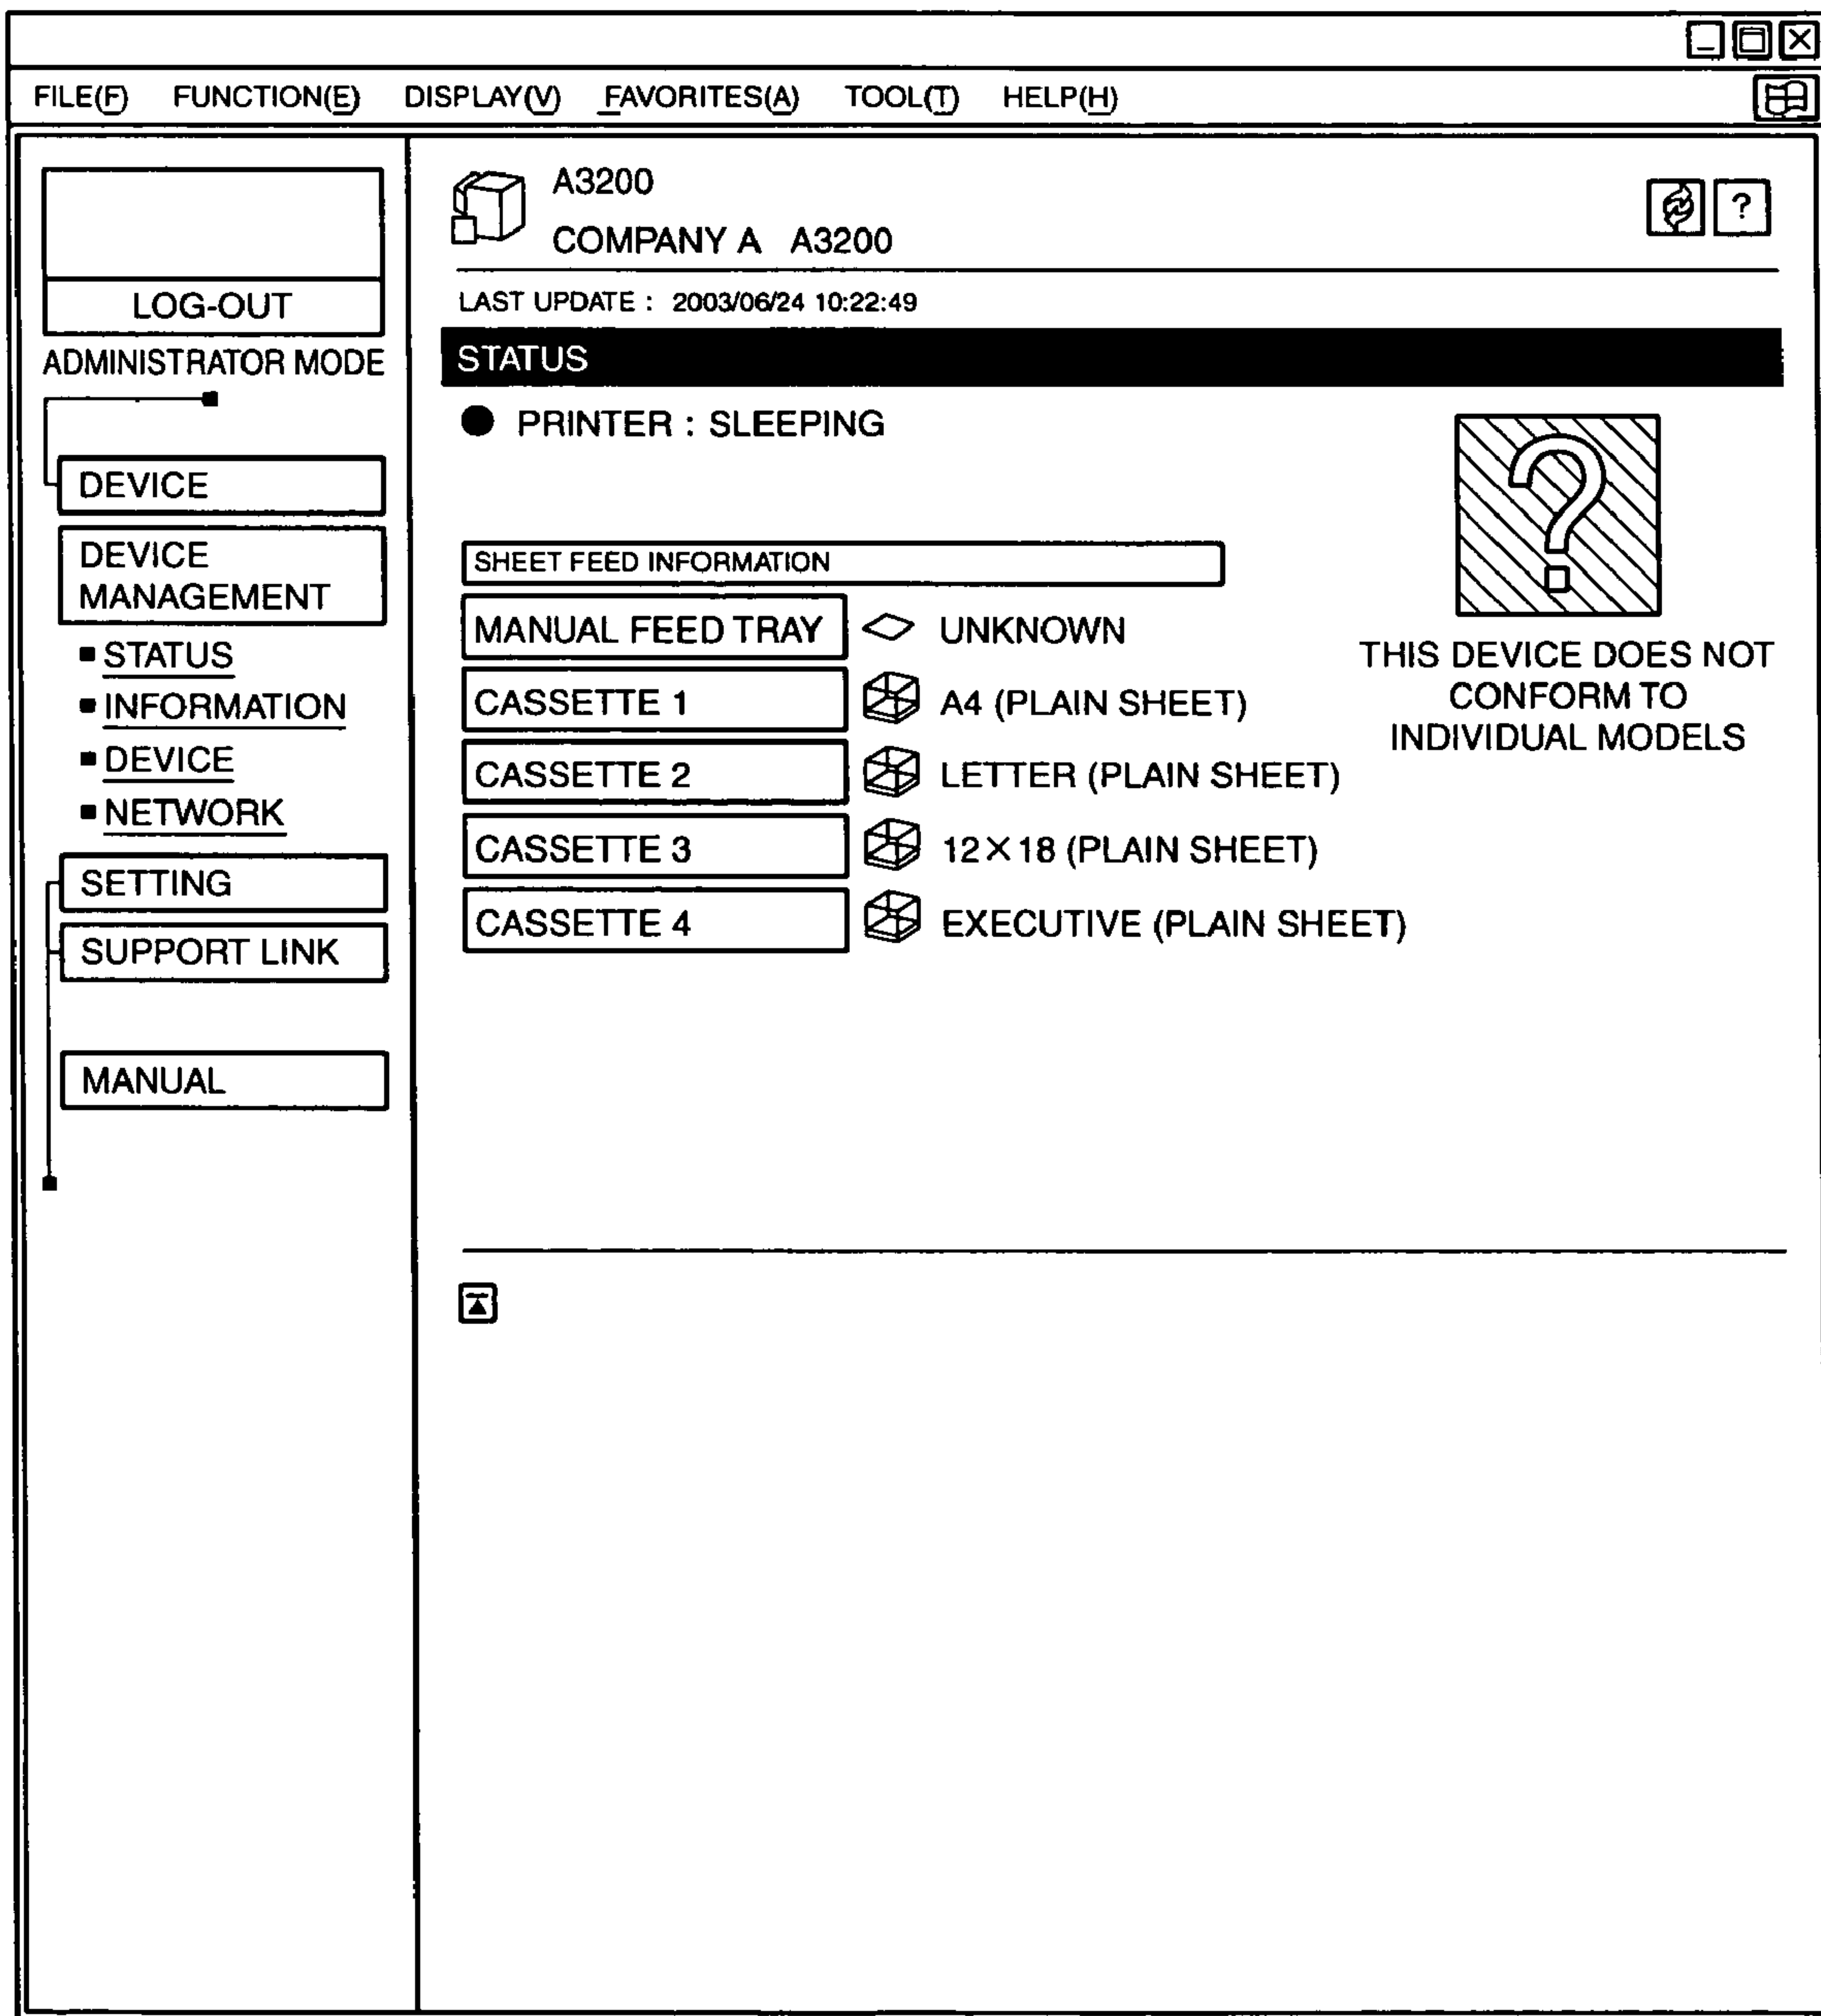 FILE(F) FUNCTION(E) DISPLAY(V) FAVORITES(A) TOOL(T) HELP(H)
LOG-OUT
ADMINISTRATOR MODE
DEVICE
DEVICE
MANAGEMENT
STATUS
INFORMATION
DEVICE
NETWORK
SETTING
SUPPORT LINK
MANUAL
A3200
COMPANY A A3200
?
LAST UPDATE : 2003/06/24 10:22:49
STATUS
PRINTER : SLEEPING
?
THIS DEVICE DOES NOT
CONFORM TO
INDIVIDUAL MODELS
SHEET FEED INFORMATION
MANUAL FEED TRAY UNKNOWN
CASSETTE 1 A4 (PLAIN SHEET)
CASSETTE 2 LETTER (PLAIN SHEET)
CASSETTE 3 12×18 (PLAIN SHEET)
CASSETTE 4 EXECUTIVE (PLAIN SHEET)